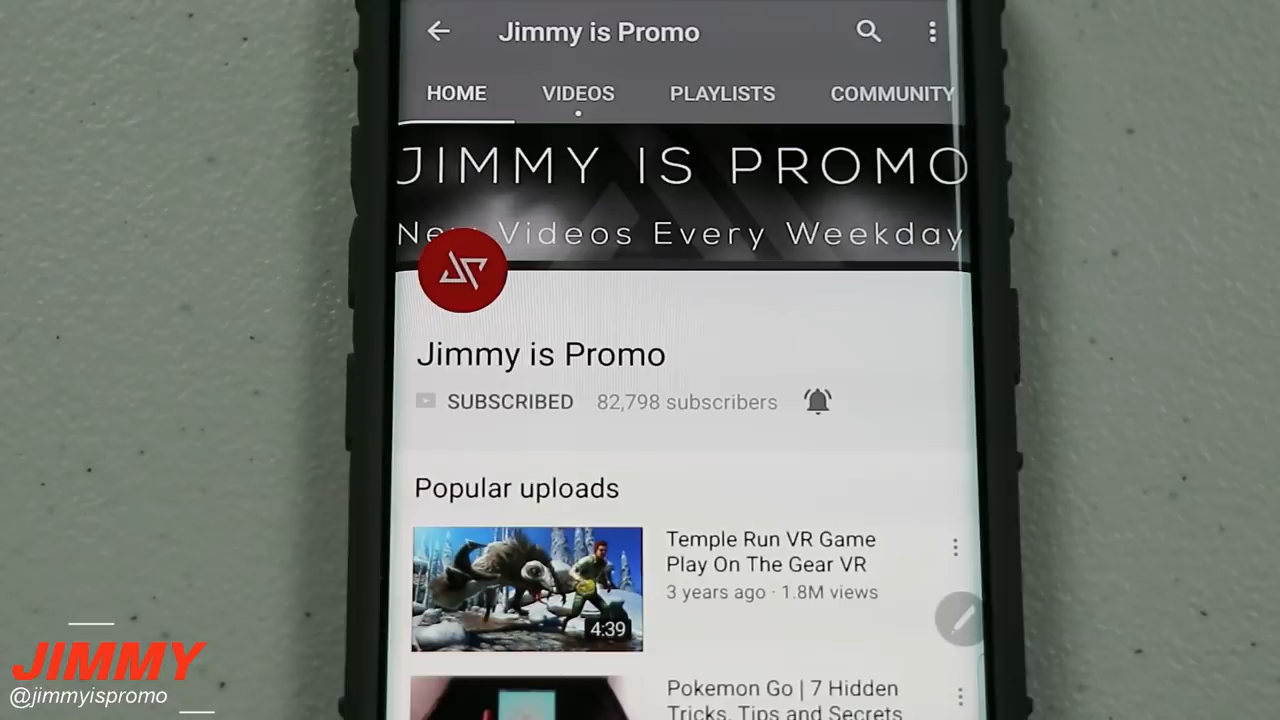 Jimmy is Promo
HOME VIDEOS PLAYLISTS COMMUNITY
JIMMY IS PROMO
New Videos Every Weekday
Jimmy is Promo
SUBSCRIBED 82,798 subscribers
Popular uploads
Temple Run VR Game
Play On The Gear VR
3 years ago · 1.8M views
4:39
Pokemon Go | 7 Hidden
Tricks, Tips and Secrets
JIMMY
@jimmyispromo